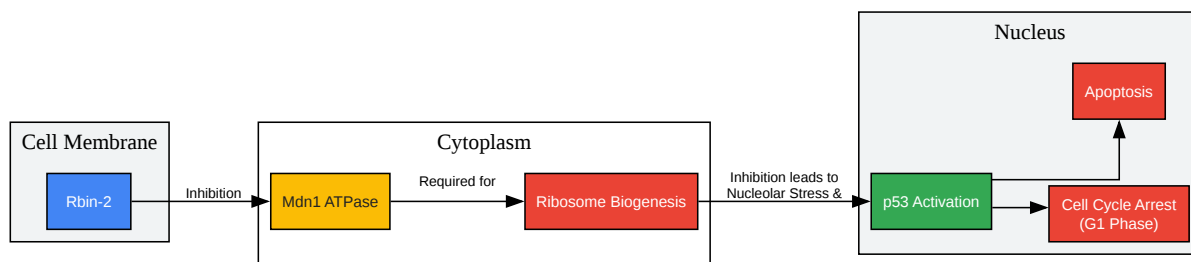 Nucleus
Apoptosis
Cell Membrane
Cytoplasm
Rbin-2
Inhibition
Mdn1 ATPase
Required for
Ribosome Biogenesis
Inhibition leads to
Nucleolar Stress &
p53 Activation
Cell Cycle Arrest
(G1 Phase)